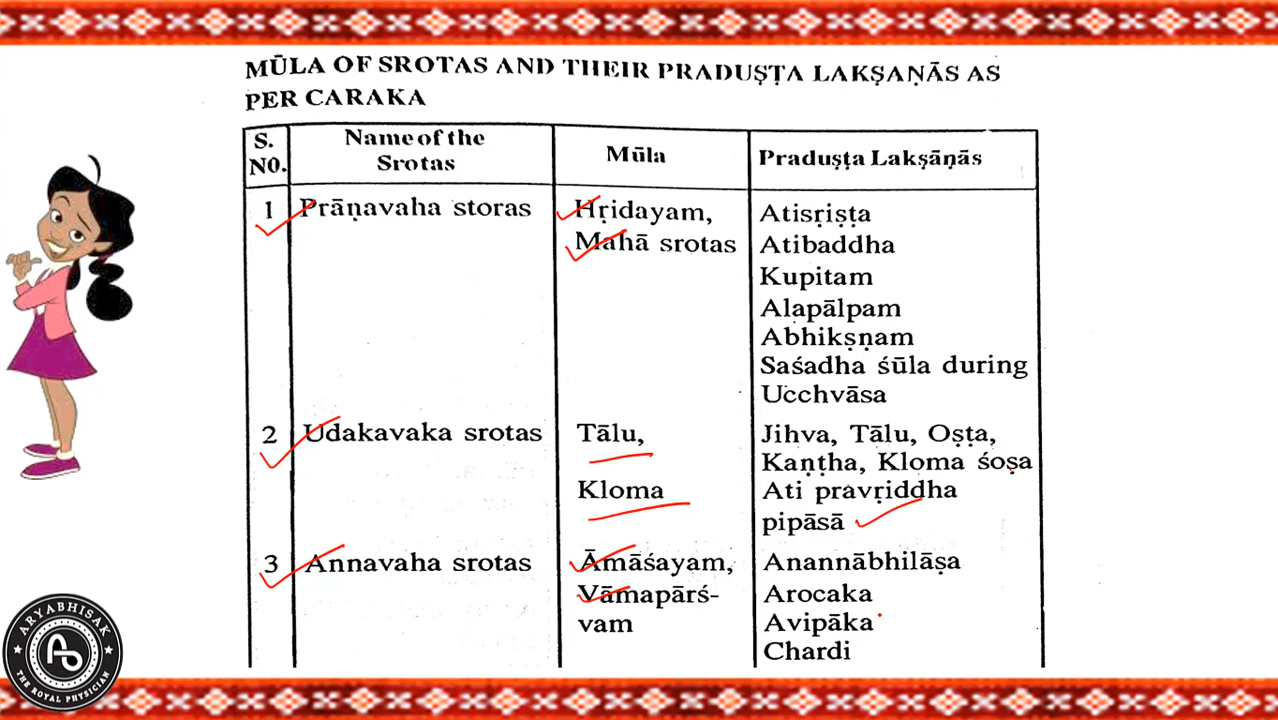 MŪLA OF SROTAS AND THEIR PRADUṢṬA LAKṢAṆĀS AS
PER CARAKA
S. NO.
Name of the Srotas
Mūla
Praduṣṭa Lakṣāṇās
1
Prāṇavaha storas
Hṛidayam,
Mahā srotas
Atisṛiṣṭa
Atibaddha
Kupitam
Alapālpam
Abhikṣṇam
Saśadha śūla during
Ucchvāsa
2
Udakavaka srotas
Tālu,
Kloma
Jihva, Tālu, Oṣṭa,
Kaṇṭha, Kloma śoṣa
Ati pravṛiddha
pipāsā
3
Annavaha srotas
Āmāśayam,
Vāmapārś-
vam
Anannābhilāṣa
Arocaka
Avipāka
Chardi
ARYABHISAK
THE ROYAL PHYSICIAN